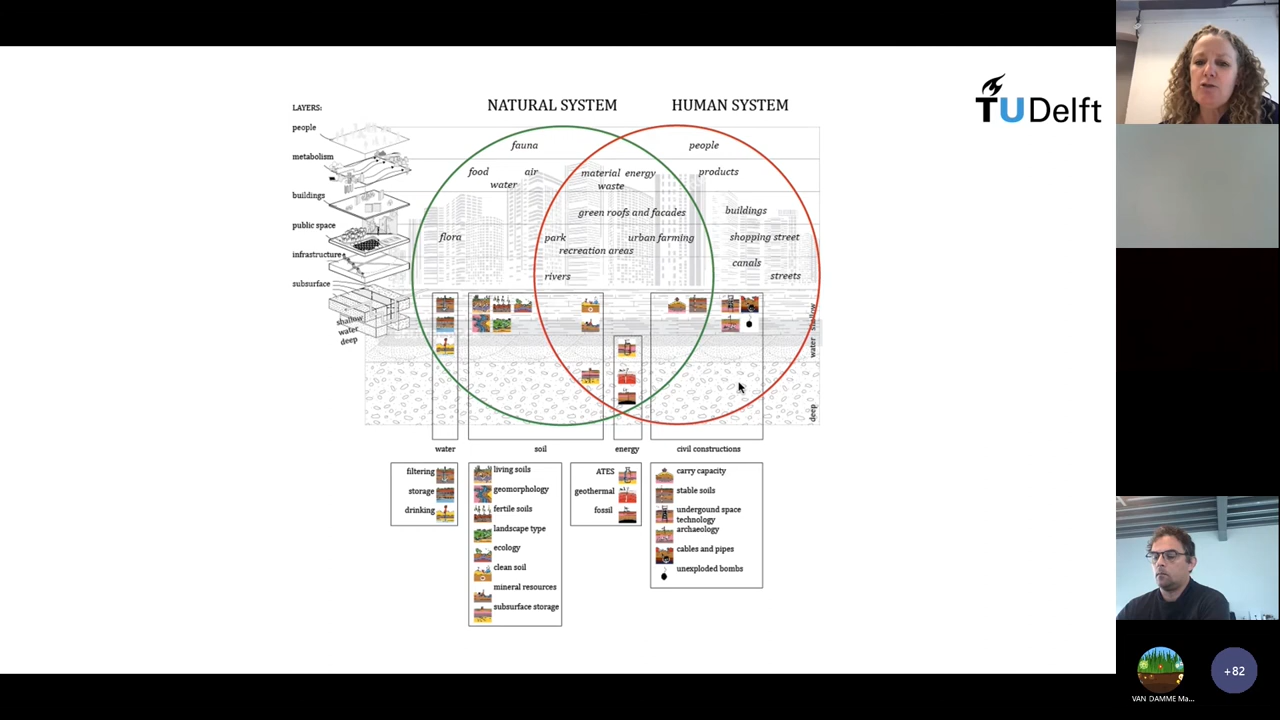 TU Delft
NATURAL SYSTEM
HUMAN SYSTEM
LAYERS:
people
metabolism
buildings
public space
infrastructure
subsurface
shallow
water
deep
fauna
people
food
air
water
material energy
waste
products
green roofs and facades
buildings
flora
park
urban farming
recreation areas
shopping street
rivers
canals
streets
shallow
water
deep
water
soil
energy
civil constructions
filtering
storage
drinking
living soils
geomorphology
fertile soils
landscape type
ecology
clean soil
mineral resources
subsurface storage
ATES
geothermal
fossil
carry capacity
stable soils
undergound space
technology
archaeology
cables and pipes
unexploded bombs
VAN DAMME Ma...
+82